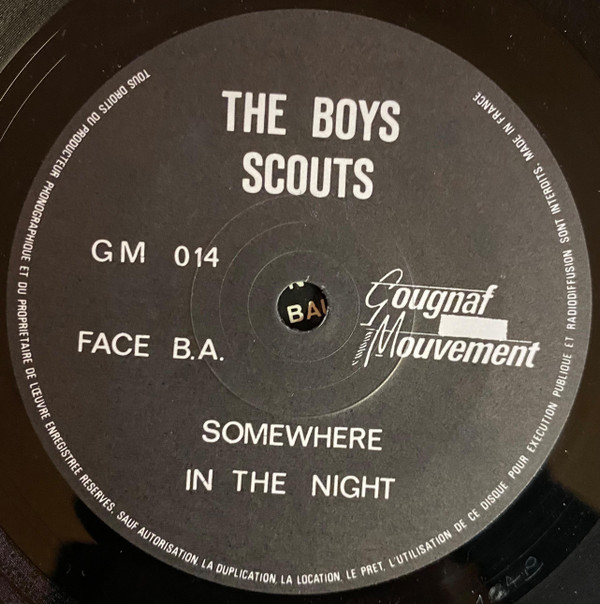 THE BOYS
SCOUTS
GM 014
FACE B.A.
Gougnaf
Mouvement
SOMEWHERE
IN THE NIGHT
TOUS DROITS DU PRODUCTEUR PHONOGRAPHIQUE ET DU PROPRIETAIRE DE L'ŒUVRE ENREGISTREE RESERVES. SAUF AUTORISATION, LA DUPLICATION, LA LOCATION, LE PRET, L'UTILISATION DE CE DISQUE POUR EXECUTION PUBLIQUE ET RADIODIFFUSION SONT INTERDITS. MADE IN FRANCE